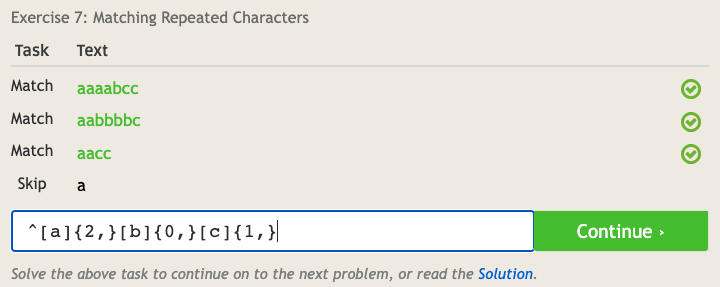 Exercise 7: Matching Repeated Characters
Task Text
Match aaaabcc
Match aabbbbc
Match aacc
Skip a
^[a]{2,}[b]{0,}[c]{1,}
Continue ›
Solve the above task to continue on to the next problem, or read the Solution.